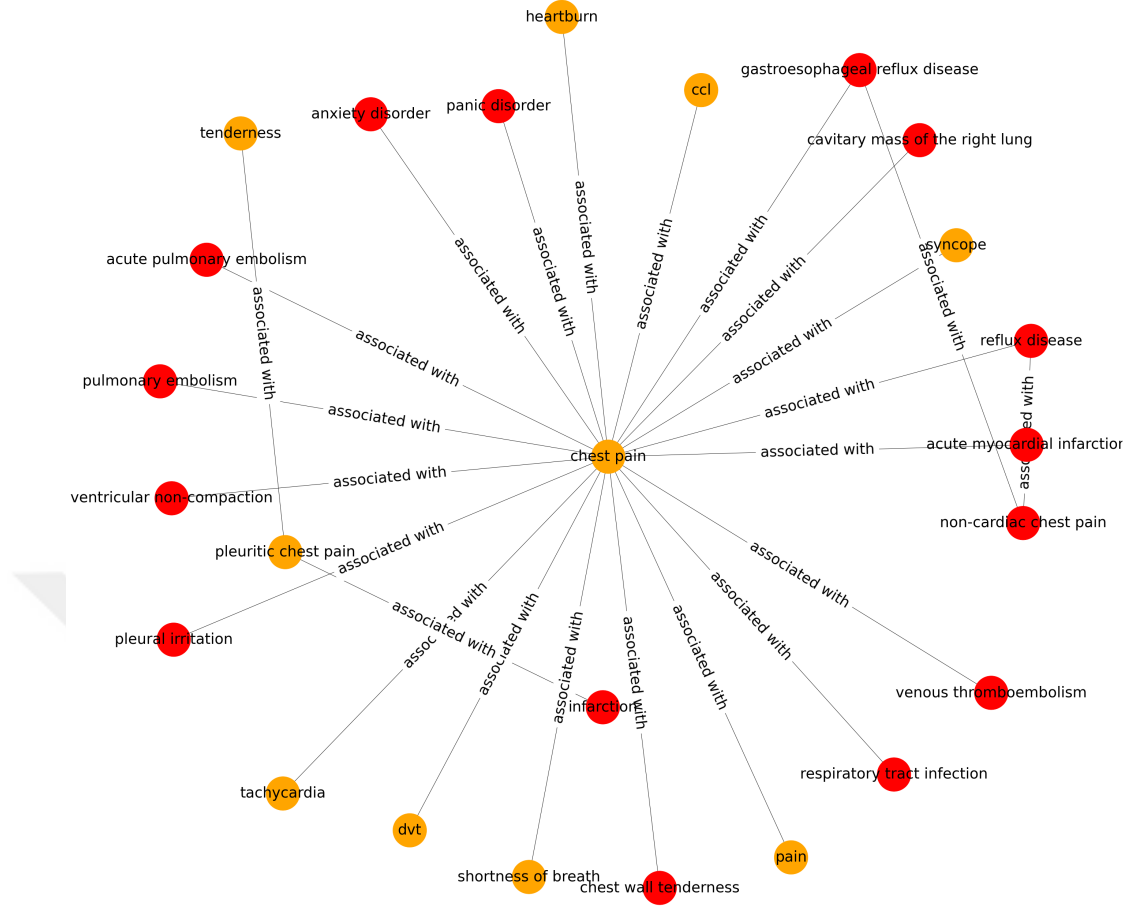 heartburn
gastroesophageal reflux disease
ccl
panic disorder
anxiety disorder
tenderness
cavitary mass of the right lung
syncope
associated with
associated with
associated with
associated with
associated with
associated with
associated with
acute pulmonary embolism
associated with
associated with
associated with
reflux disease
associated with
pulmonary embolism
associated with
associated with
associated with
acute myocardial infarction
associated with
chest pain
associated with
ventricular non-compaction
non-cardiac chest pain
associated with
pleuritic chest pain
associated with
associated with
pleural irritation
associated with
associated with
associated with
associated with
associated with
associated with
venous thromboembolism
infarction
respiratory tract infection
tachycardia
dvt
pain
shortness of breath
chest wall tenderness